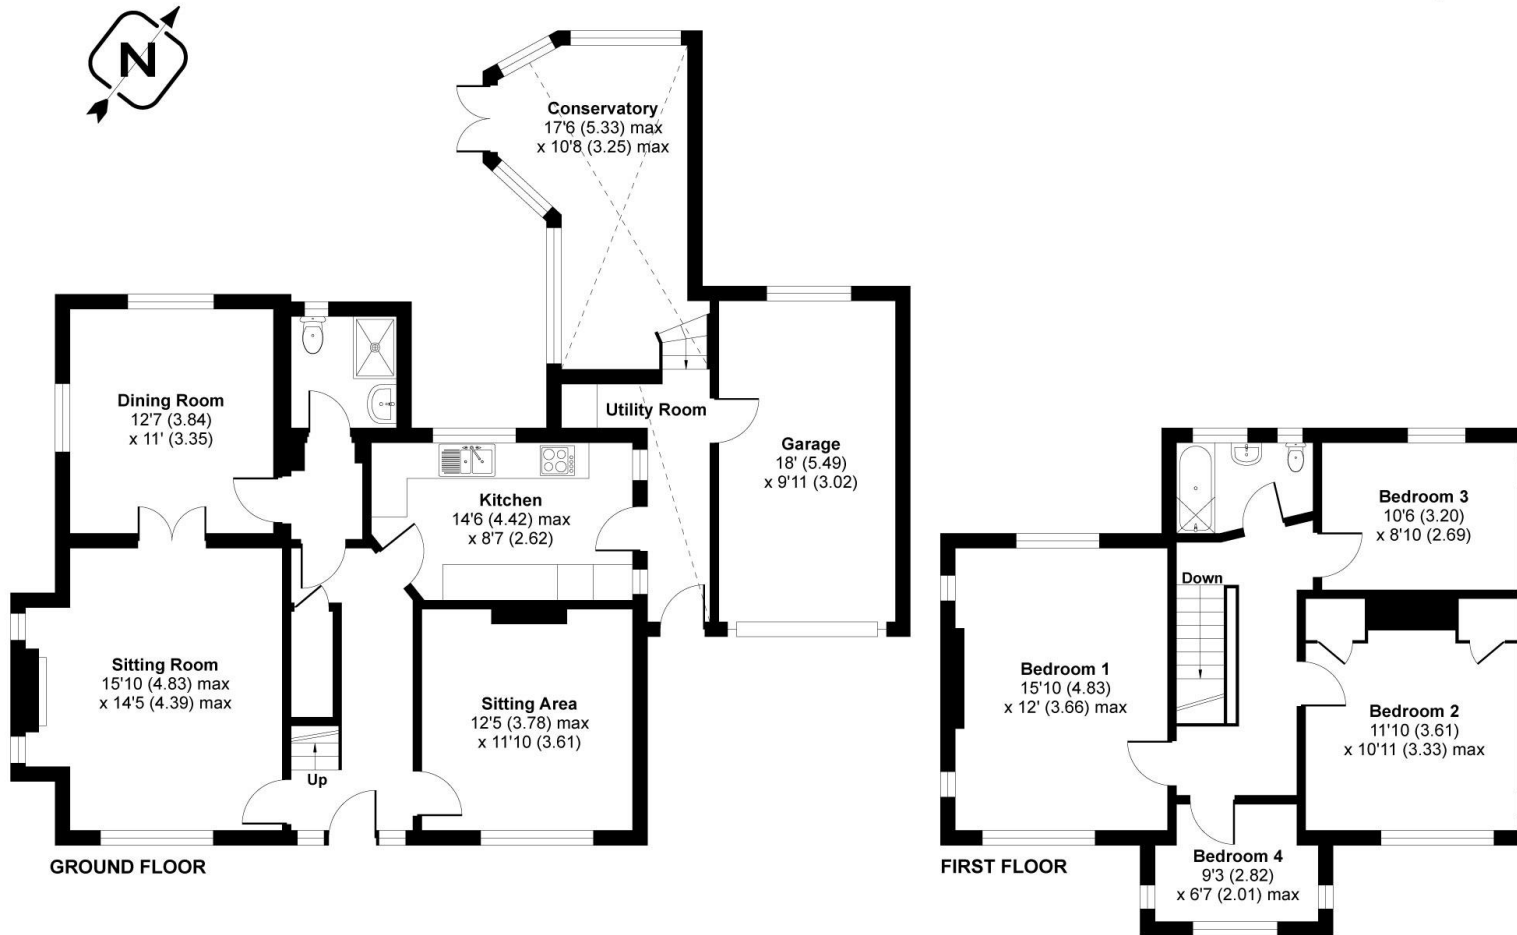 N
Conservatory
17'6 (5.33) max
x 10'8 (3.25) max
Dining Room
12'7 (3.84)
x 11' (3.35)
Utility Room
Garage
18' (5.49)
x 9'11 (3.02)
Kitchen
14'6 (4.42) max
x 8'7 (2.62)
Sitting Room
15'10 (4.83) max
x 14'5 (4.39) max
Sitting Area
12'5 (3.78) max
x 11'10 (3.61)
Up
GROUND FLOOR
Bedroom 3
10'6 (3.20)
x 8'10 (2.69)
Down
Bedroom 1
15'10 (4.83)
x 12' (3.66) max
Bedroom 2
11'10 (3.61)
x 10'11 (3.33) max
Bedroom 4
9'3 (2.82)
x 6'7 (2.01) max
FIRST FLOOR